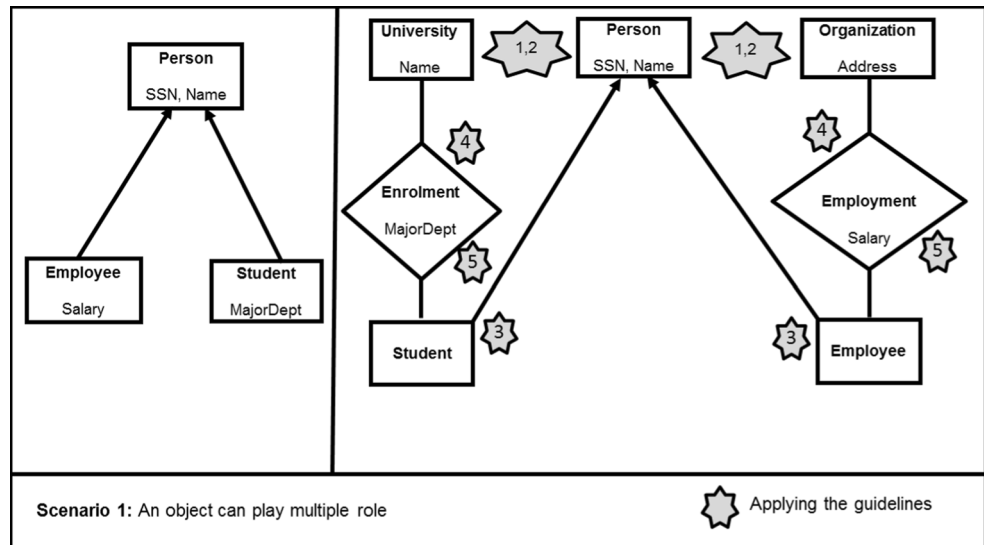 Person
SSN, Name
Employee
Salary
Student
MajorDept
University
Name
1,2
Person
SSN, Name
1,2
Organization
Address
4
4
Enrolment
MajorDept
Employment
Salary
5
5
Student
3
3
Employee
Scenario 1: An object can play multiple role
Applying the guidelines